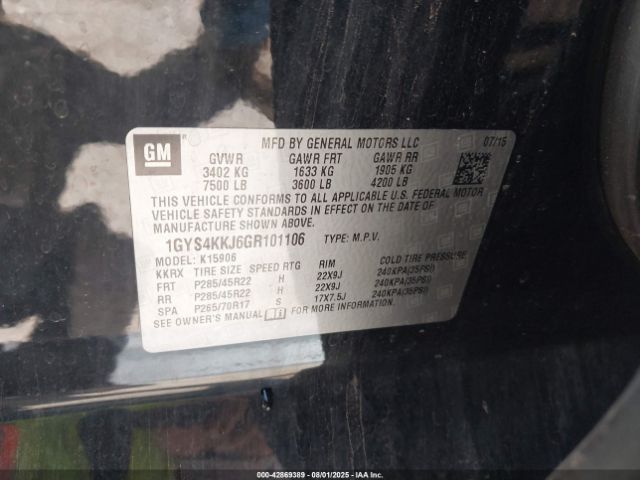 GM
MFD BY GENERAL MOTORS LLC 07/15
GVWR GAWR FRT GAWR RR
3402 KG 1633 KG 1905 KG
7500 LB 3600 LB 4200 LB
THIS VEHICLE CONFORMS TO ALL APPLICABLE U.S. FEDERAL MOTOR
VEHICLE SAFETY STANDARDS IN EFFECT ON THE DATE OF
MANUFACTURE SHOWN ABOVE.
1GYS4KKJ6GR101106 TYPE: M.P.V.
MODEL: K15906
KKRX TIRE SIZE SPEED RTG RIM COLD TIRE PRESSURE
FRT P285/45R22 H 22X9J 240KPA(35PSI)
RR P285/45R22 H 22X9J 240KPA(35PSI)
SPA P265/70R17 S 17X7.5J 240KPA(35PSI)
SEE OWNER'S MANUAL FOR MORE INFORMATION.
000-42869389 - 08/01/2025 - IAA Inc.